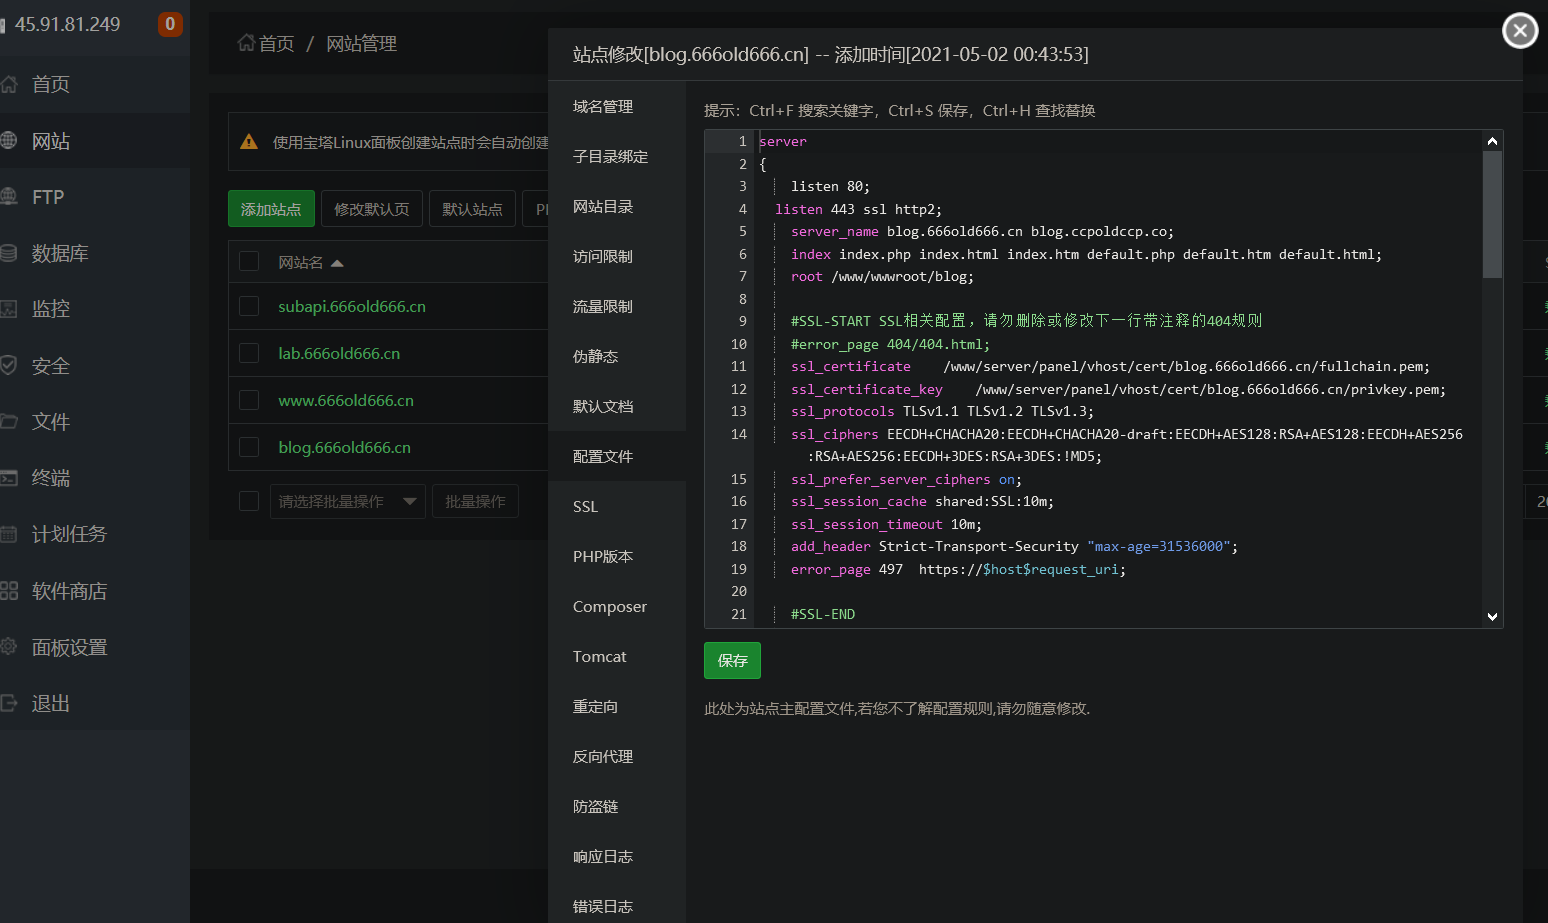 45.91.81.249
0
首页
网站
FTP
数据库
监控
安全
文件
终端
计划任务
软件商店
面板设置
退出
首页 / 网站管理
使用宝塔Linux面板创建站点时会自动创建
添加站点
修改默认页
默认站点
网站名
subapi.666old666.cn
lab.666old666.cn
www.666old666.cn
blog.666old666.cn
请选择批量操作
批量操作
站点修改[blog.666old666.cn] -- 添加时间[2021-05-02 00:43:53]
域名管理
子目录绑定
网站目录
访问限制
流量限制
伪静态
默认文档
配置文件
SSL
PHP版本
Composer
Tomcat
重定向
反向代理
防盗链
响应日志
错误日志
提示：Ctrl+F 搜索关键字，Ctrl+S 保存，Ctrl+H 查找替换
1 server
2 {
3 listen 80;
4 listen 443 ssl http2;
5 server_name blog.666old666.cn blog.ccpoldccp.co;
6 index index.php index.html index.htm default.php default.htm default.html;
7 root /www/wwwroot/blog;
8
9 #SSL-START SSL相关配置，请勿删除或修改下一行带注释的404规则
10 #error_page 404/404.html;
11 ssl_certificate /www/server/panel/vhost/cert/blog.666old666.cn/fullchain.pem;
12 ssl_certificate_key /www/server/panel/vhost/cert/blog.666old666.cn/privkey.pem;
13 ssl_protocols TLSv1.1 TLSv1.2 TLSv1.3;
14 ssl_ciphers EECDH+CHACHA20:EECDH+CHACHA20-draft:EECDH+AES128:RSA+AES128:EECDH+AES256
:RSA+AES256:EECDH+3DES:RSA+3DES:!MD5;
15 ssl_prefer_server_ciphers on;
16 ssl_session_cache shared:SSL:10m;
17 ssl_session_timeout 10m;
18 add_header Strict-Transport-Security "max-age=31536000";
19 error_page 497 https://$host$request_uri;
20
21 #SSL-END
保存
此处为站点主配置文件,若您不了解配置规则,请勿随意修改.